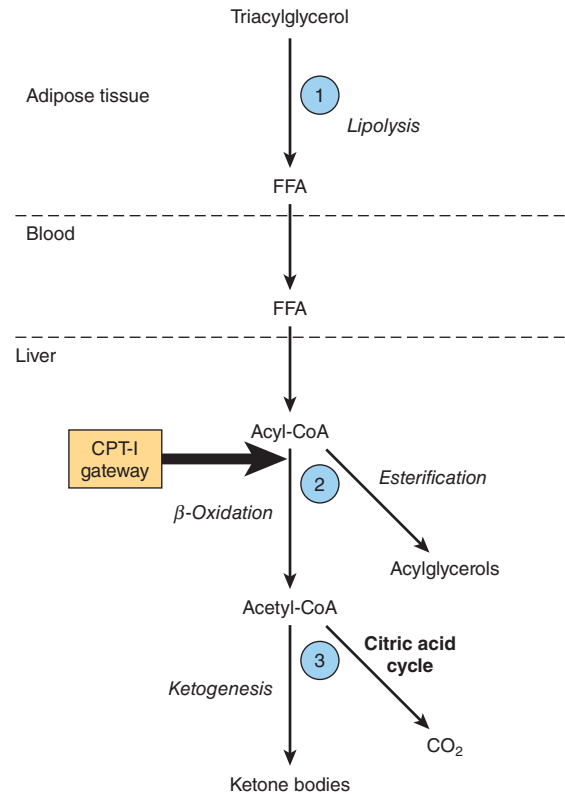 Triacylglycerol
Adipose tissue
1
Lipolysis
FFA
Blood
FFA
Liver
Acyl-CoA
CPT-I
gateway
2
Esterification
β-Oxidation
Acylglycerols
Acetyl-CoA
Citric acid
cycle
3
Ketogenesis
CO₂
Ketone bodies